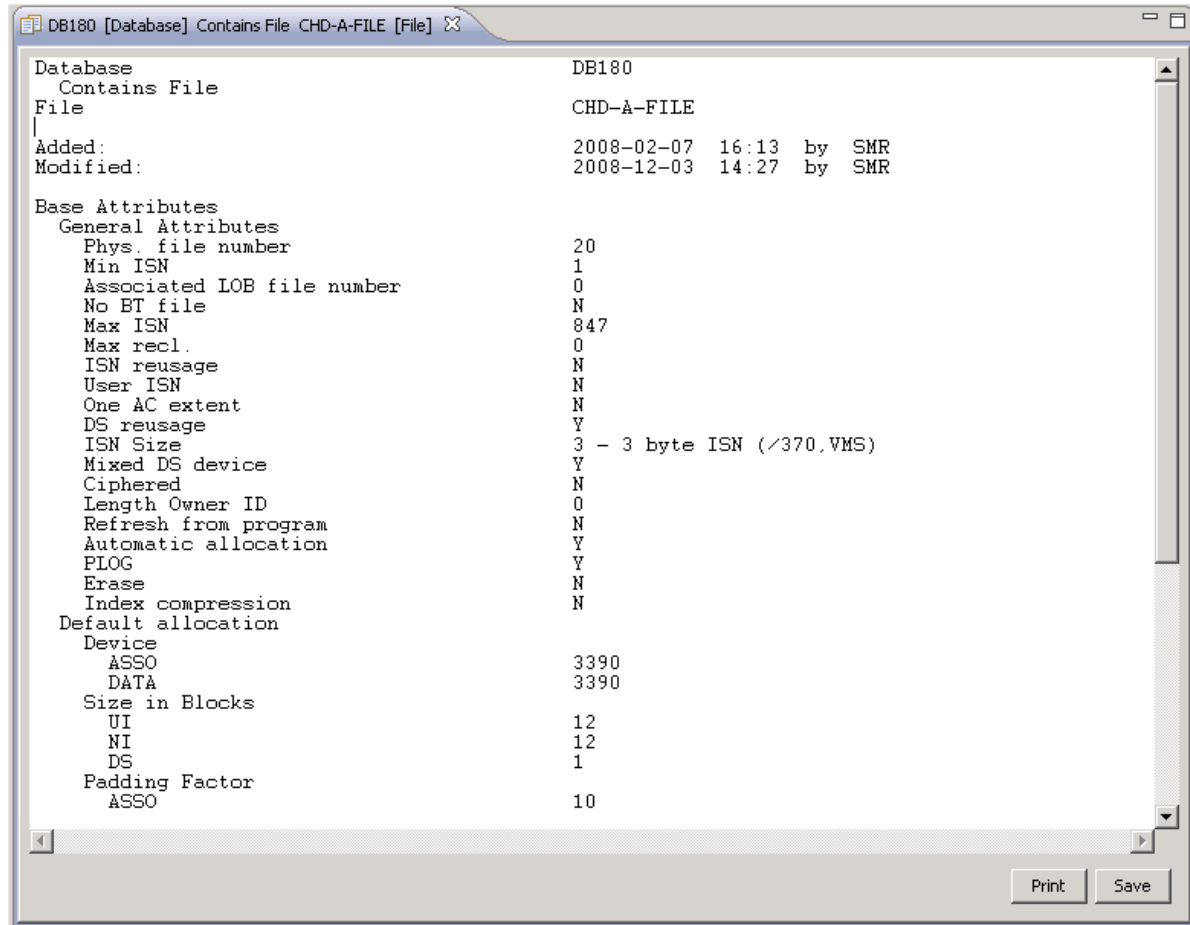 DB180 [Database] Contains File CHD-A-FILE [File]
Database DB180
Contains File
File CHD-A-FILE
Added: 2008-02-07 16:13 by SMR
Modified: 2008-12-03 14:27 by SMR
Base Attributes
General Attributes
Phys. file number 20
Min ISN 1
Associated LOB file number 0
No BT file N
Max ISN 847
Max recl. 0
ISN reusage N
User ISN N
One AC extent N
DS reusage Y
ISN Size 3 - 3 byte ISN (/370,VMS)
Mixed DS device Y
Ciphered N
Length Owner ID 0
Refresh from program N
Automatic allocation Y
PLOG Y
Erase N
Index compression N
Default allocation
Device
ASSO 3390
DATA 3390
Size in Blocks
UI 12
NI 12
DS 1
Padding Factor
ASSO 10
Print Save